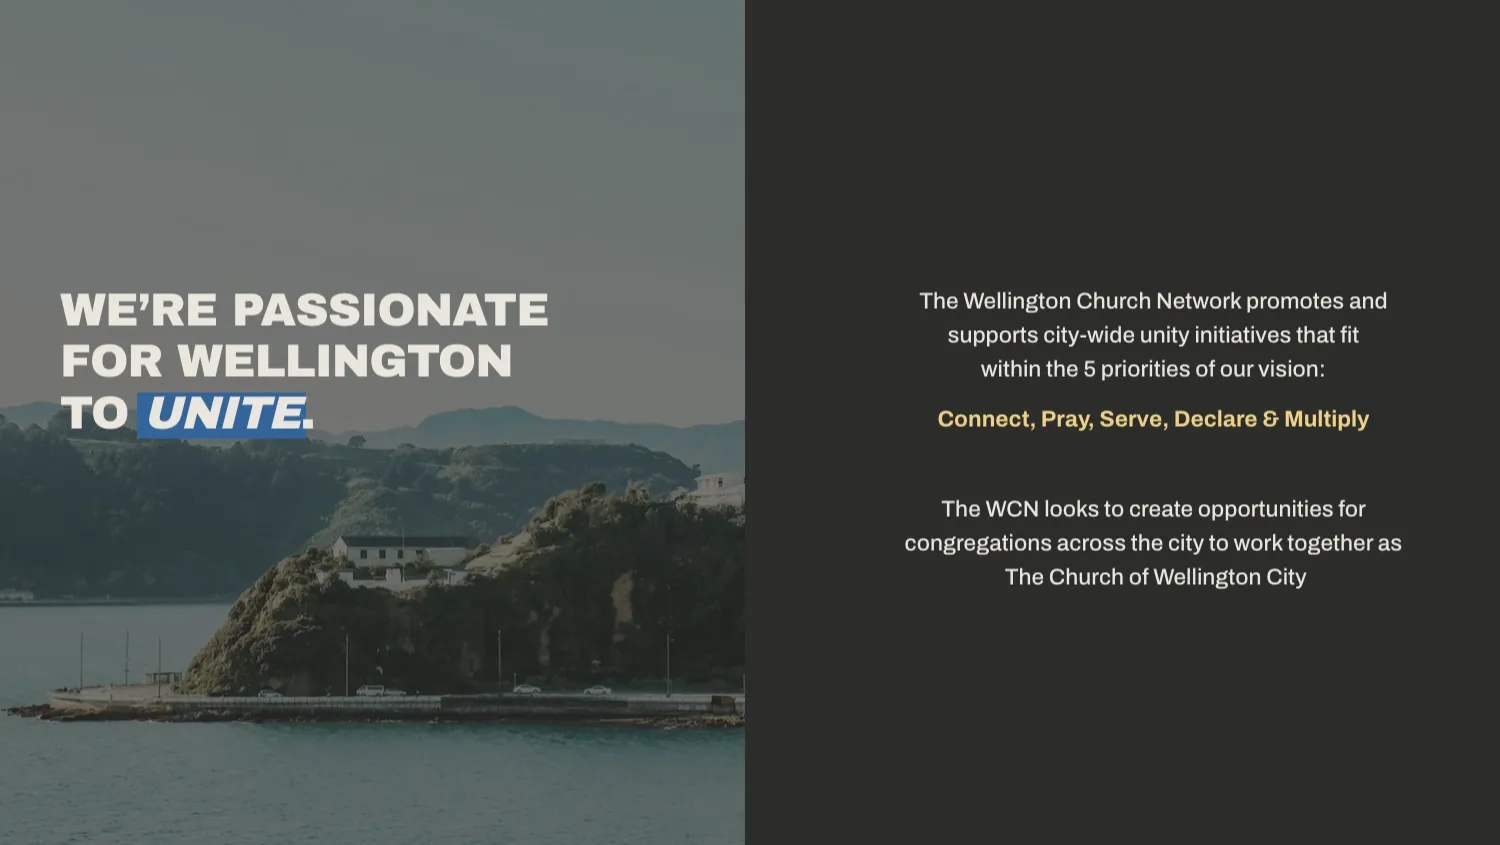 WE’RE PASSIONATE
FOR WELLINGTON
TO UNITE.
The Wellington Church Network promotes and
supports city-wide unity initiatives that fit
within the 5 priorities of our vision:
Connect, Pray, Serve, Declare & Multiply
The WCN looks to create opportunities for
congregations across the city to work together as
The Church of Wellington City